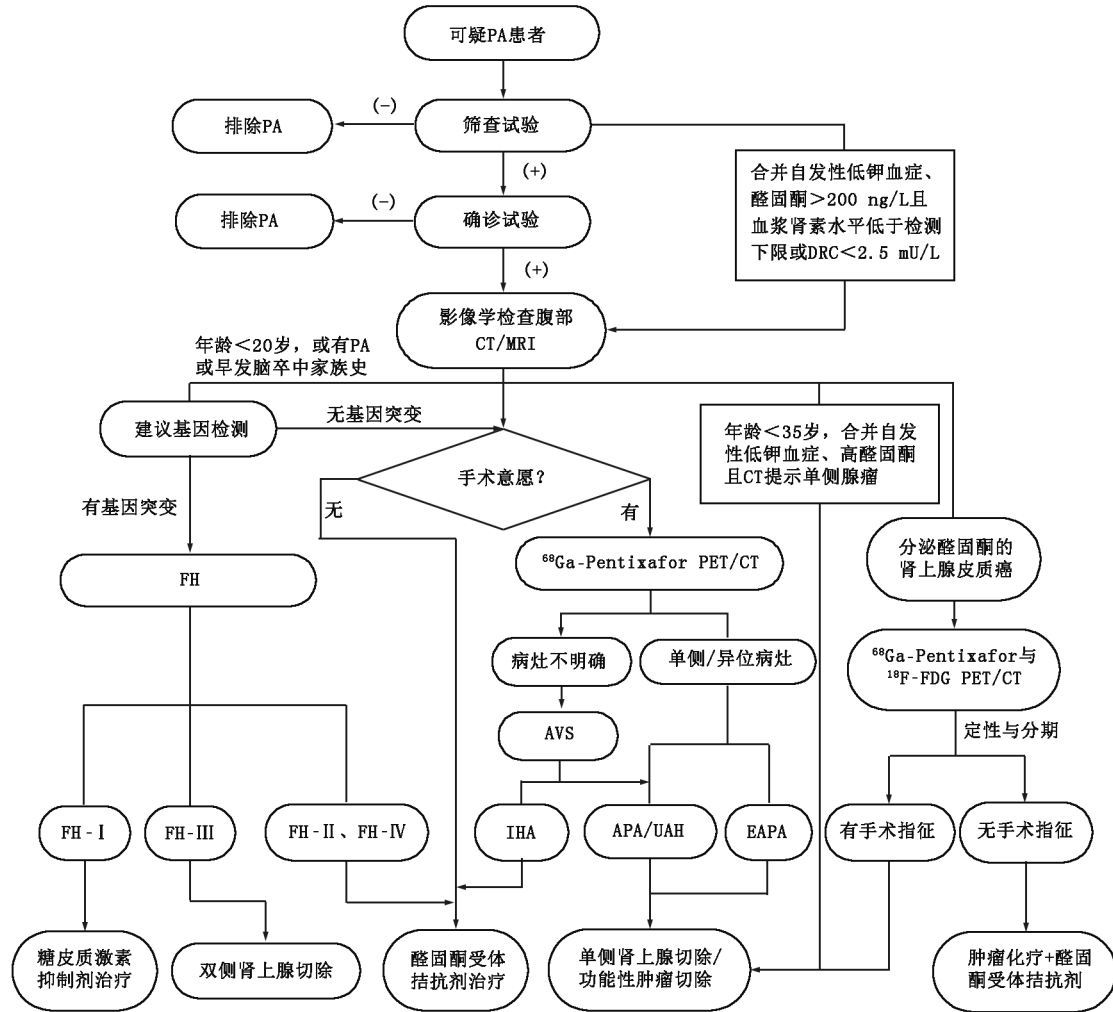 可疑PA患者
(−)
排除PA
筛查试验
(+)
合并自发性低钾血症、
醛固酮＞200 ng/L且
血浆肾素水平低于检测
下限或DRC＜2.5 mU/L
(−)
排除PA
确诊试验
(+)
影像学检查腹部
CT/MRI
年龄＜20岁，或有PA
或早发脑卒中家族史
建议基因检测
无基因突变
年龄＜35岁，合并自发
性低钾血症、高醛固酮
且CT提示单侧腺瘤
手术意愿?
有基因突变
无
有
FH
⁶⁸Ga-Pentixafor PET/CT
分泌醛固酮的
肾上腺皮质癌
病灶不明确
单侧/异位病灶
⁶⁸Ga-Pentixafor与
¹⁸F-FDG PET/CT
AVS
定性与分期
FH-Ⅰ
FH-III
FH-II、FH-IV
IHA
APA/UAH
EAPA
有手术指征
无手术指征
糖皮质激素
抑制剂治疗
双侧肾上腺切除
醛固酮受体
拮抗剂治疗
单侧肾上腺切除/
功能性肿瘤切除
肿瘤化疗+醛固
酮受体拮抗剂